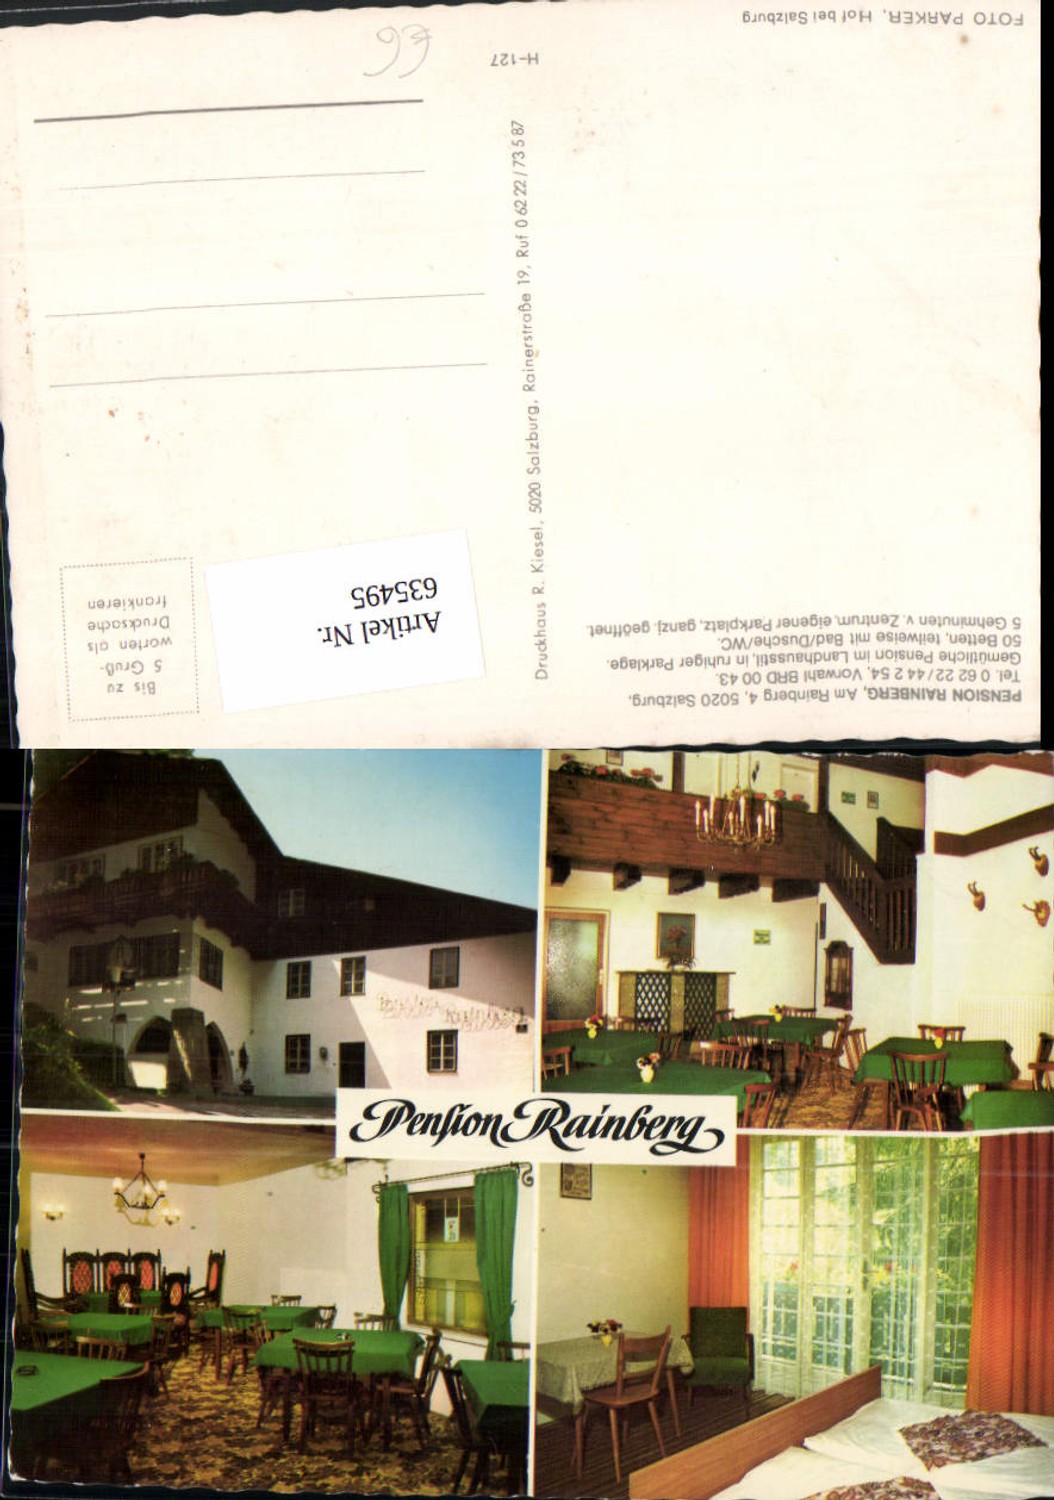 PENSION RAINBERG, Am Rainberg 4, 5020 Salzburg,
Tel. 0 62 22/44 2 54, Vorwahl BRD 00 43.
Gemütliche Pension im Landhausstil, in ruhiger Parklage.
50 Betten, teilweise mit Bad/Dusche/WC.
5 Gehminuten v. Zentrum, eigener Parkplatz, ganzj. geöffnet.
Bis zu
5 Gruß-
worten als
Drucksache
frankieren
Artikel Nr.
635495
Druckhaus R. Kiesel, 5020 Salzburg, Rainerstraße 19, Ruf 0 62 22 / 73 5 87
H-127
FOTO PARKER, Hof bei Salzburg
Pension Rainberg
Pension Rainberg